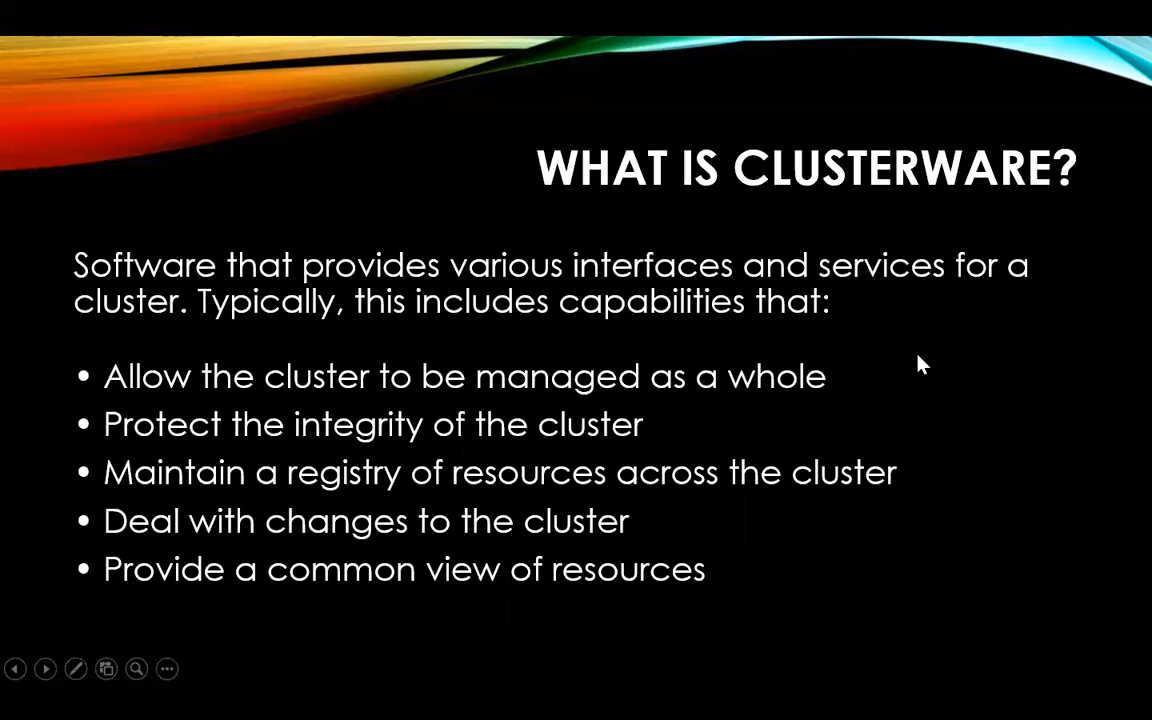 WHAT IS CLUSTERWARE?
Software that provides various interfaces and services for a
cluster. Typically, this includes capabilities that:
• Allow the cluster to be managed as a whole
• Protect the integrity of the cluster
• Maintain a registry of resources across the cluster
• Deal with changes to the cluster
• Provide a common view of resources